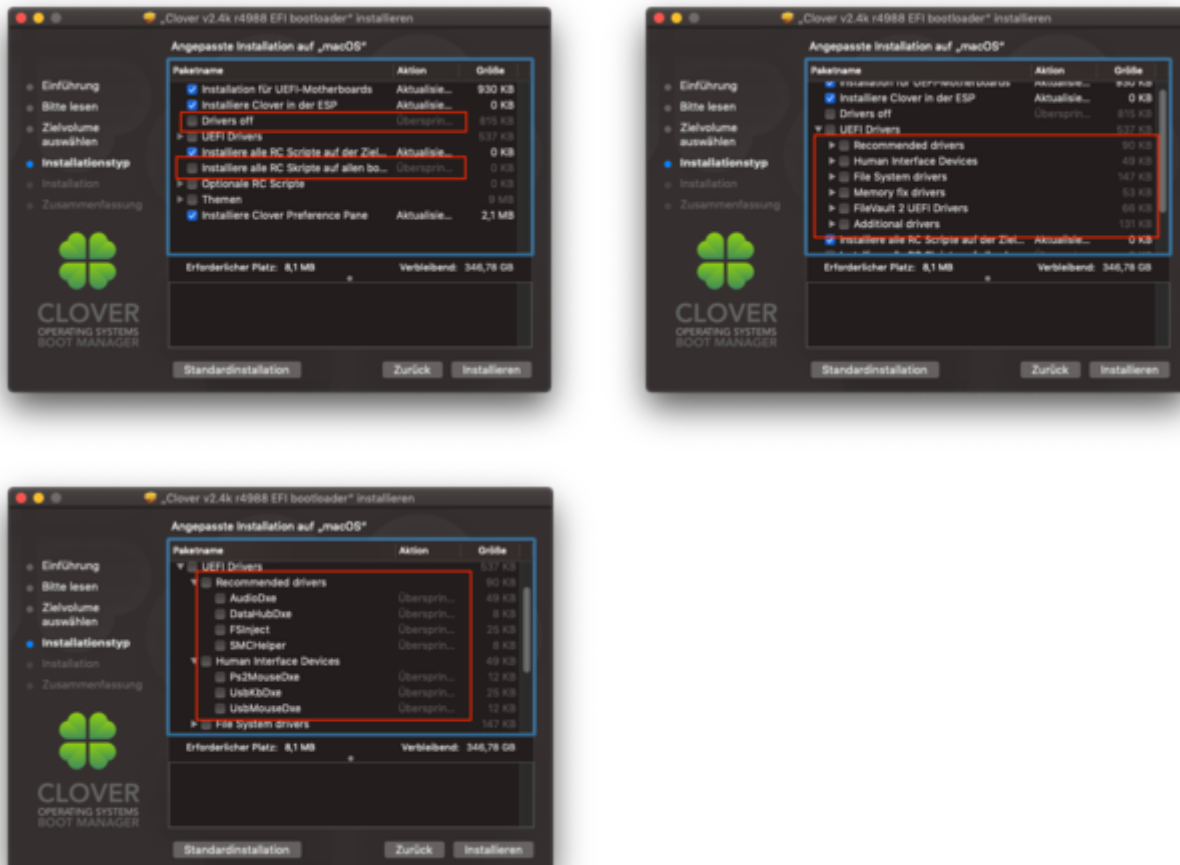 „Clover v2.4k r4988 EFI bootloader“ installieren
Angepasste Installation auf „macOS“
Einführung
Bitte lesen
Zielvolume
auswählen
Installationstyp
Installation
Zusammenfassung
CLOVER
OPERATING SYSTEMS
BOOT MANAGER
Paketname Aktion Größe
Installation für UEFI-Motherboards Aktualisie... 930 KB
Installiere Clover in der ESP Aktualisie... 0 KB
Drivers off Übersprin... 815 KB
UEFI Drivers 537 KB
Installiere alle RC Scripte auf der Ziel... Aktualisie... 0 KB
Installiere alle RC Skripte auf allen bo... Übersprin... 0 KB
Optionale RC Scripte 0 KB
Themen 9 MB
Installiere Clover Preference Pane Aktualisie... 2,1 MB
Erforderlicher Platz: 8,1 MB Verbleibend: 346,78 GB
Standardinstallation Zurück Installieren
„Clover v2.4k r4988 EFI bootloader“ installieren
Angepasste Installation auf „macOS“
Einführung
Bitte lesen
Zielvolume
auswählen
Installationstyp
Installation
Zusammenfassung
CLOVER
OPERATING SYSTEMS
BOOT MANAGER
Paketname Aktion Größe
Installation für UEFI-Motherboards Aktualisie... 930 KB
Installiere Clover in der ESP Aktualisie... 0 KB
Drivers off Übersprin... 815 KB
UEFI Drivers 537 KB
Recommended drivers 90 KB
Human Interface Devices 49 KB
File System drivers 147 KB
Memory fix drivers 53 KB
FileVault 2 UEFI Drivers 66 KB
Additional drivers 131 KB
Installiere alle RC Scripte auf der Ziel... Aktualisie... 0 KB
Erforderlicher Platz: 8,1 MB Verbleibend: 346,78 GB
Standardinstallation Zurück Installieren
„Clover v2.4k r4988 EFI bootloader“ installieren
Angepasste Installation auf „macOS“
Einführung
Bitte lesen
Zielvolume
auswählen
Installationstyp
Installation
Zusammenfassung
CLOVER
OPERATING SYSTEMS
BOOT MANAGER
Paketname Aktion Größe
UEFI Drivers 537 KB
Recommended drivers 90 KB
AudioDxe Übersprin... 49 KB
DataHubDxe Übersprin... 8 KB
FSInject Übersprin... 25 KB
SMCHelper Übersprin... 8 KB
Human Interface Devices 49 KB
Ps2MouseDxe Übersprin... 12 KB
UsbKbDxe Übersprin... 25 KB
UsbMouseDxe Übersprin... 12 KB
File System drivers 147 KB
Erforderlicher Platz: 8,1 MB Verbleibend: 346,78 GB
Standardinstallation Zurück Installieren